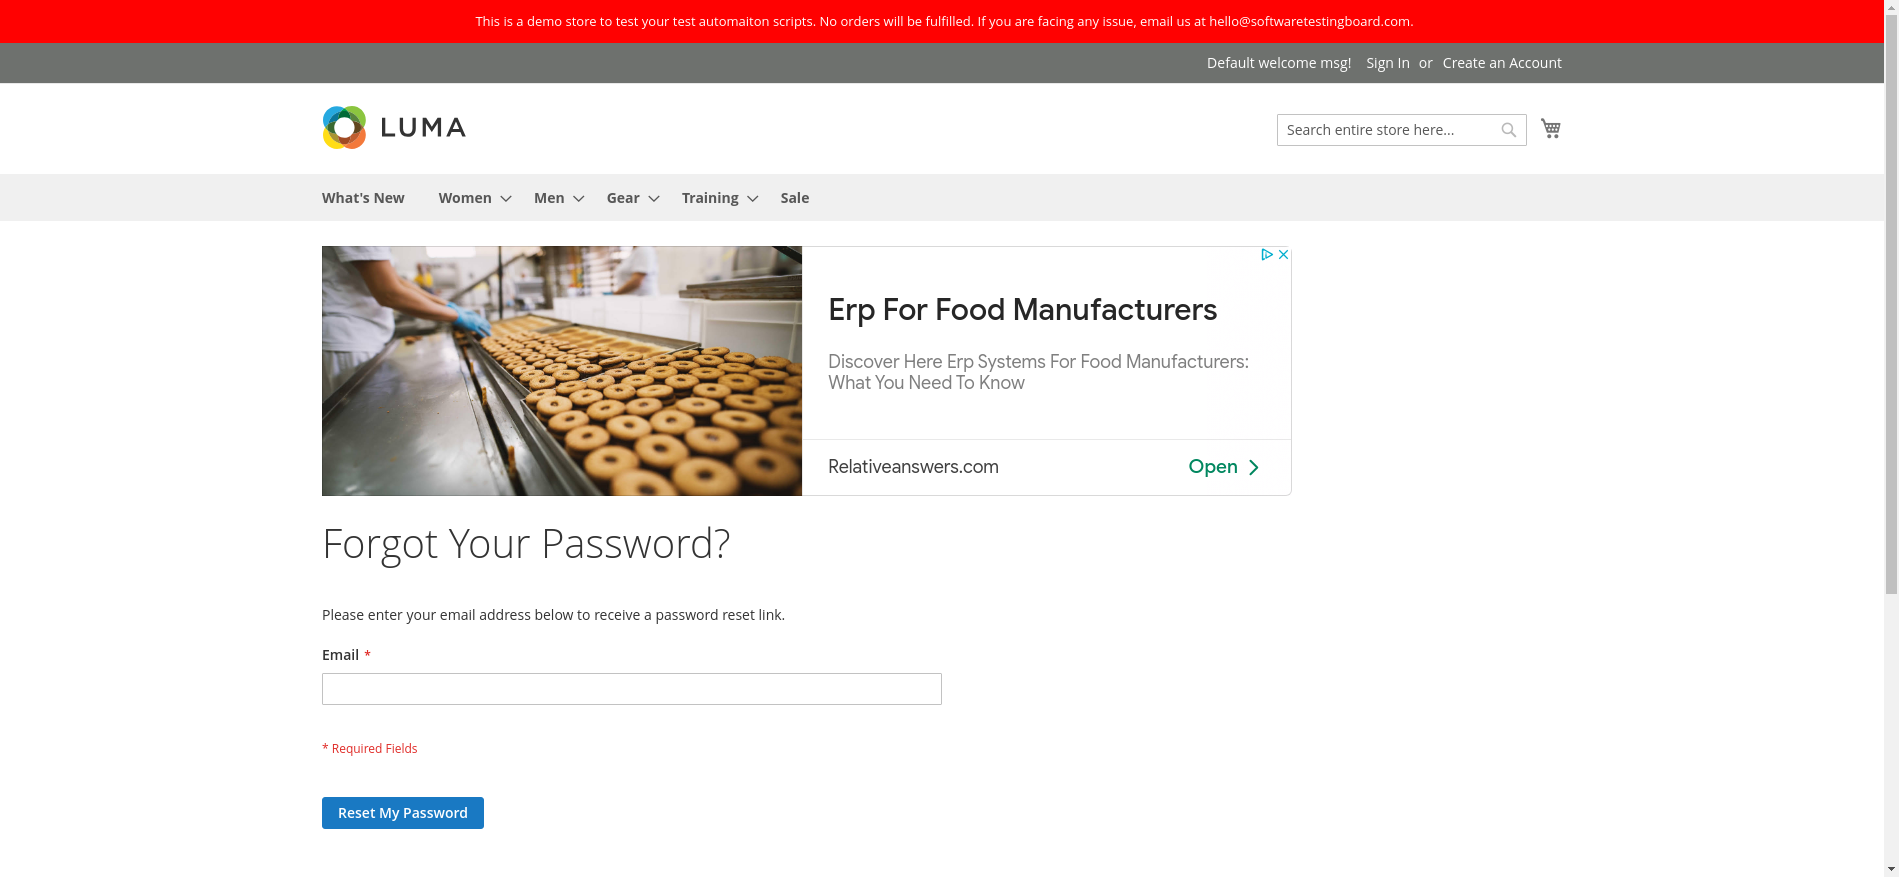 This is a demo store to test your test automaiton scripts. No orders will be fulfilled. If you are facing any issue, email us at hello@softwaretestingboard.com.
Default welcome msg! Sign In or Create an Account
LUMA
Search entire store here...
What's New Women Men Gear Training Sale
Erp For Food Manufacturers
Discover Here Erp Systems For Food Manufacturers:
What You Need To Know
Relativeanswers.com
Open
Forgot Your Password?
Please enter your email address below to receive a password reset link.
Email *
* Required Fields
Reset My Password